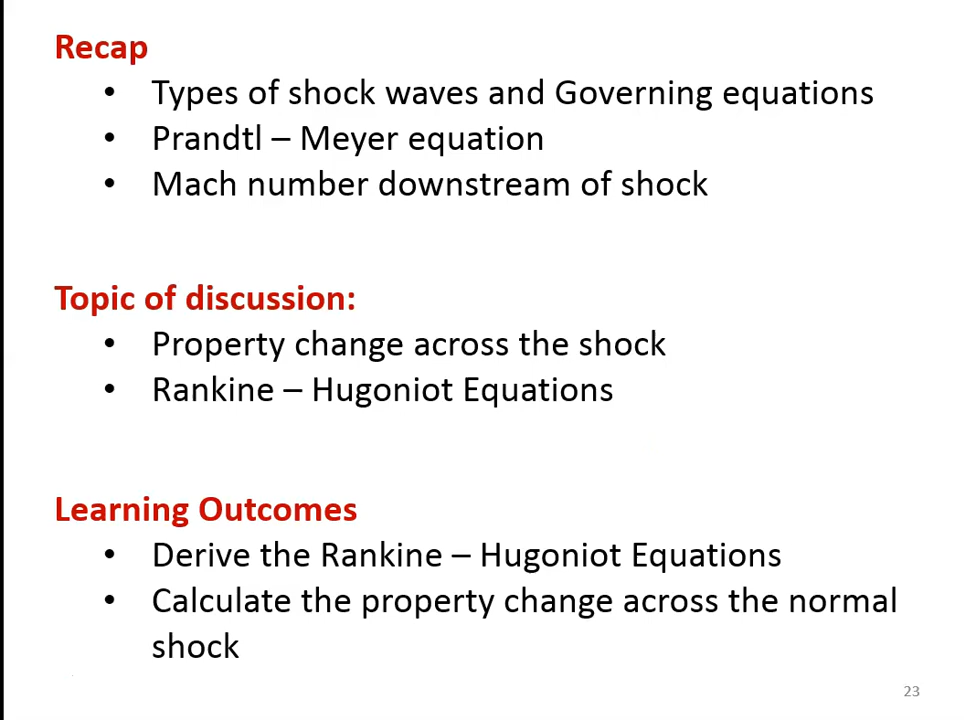 Recap
• Types of shock waves and Governing equations
• Prandtl – Meyer equation
• Mach number downstream of shock
Topic of discussion:
• Property change across the shock
• Rankine – Hugoniot Equations
Learning Outcomes
• Derive the Rankine – Hugoniot Equations
• Calculate the property change across the normal
shock
23